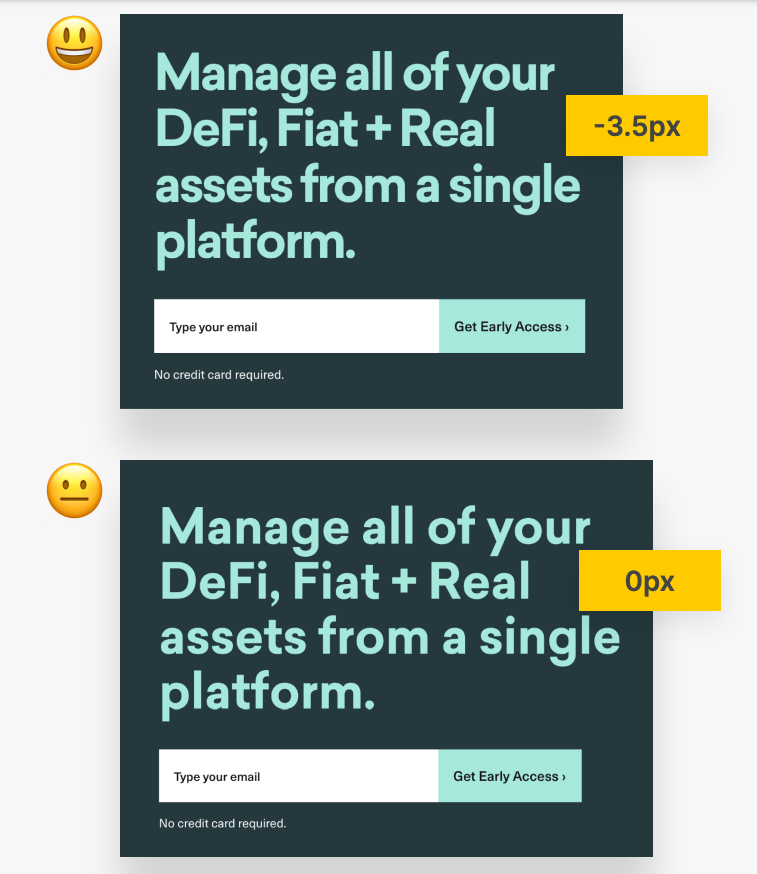 Manage all of your
DeFi, Fiat + Real
-3.5px
assets from a single
platform.
Type your email
Get Early Access ›
No credit card required.
Manage all of your
DeFi, Fiat + Real
0px
assets from a single
platform.
Type your email
Get Early Access ›
No credit card required.